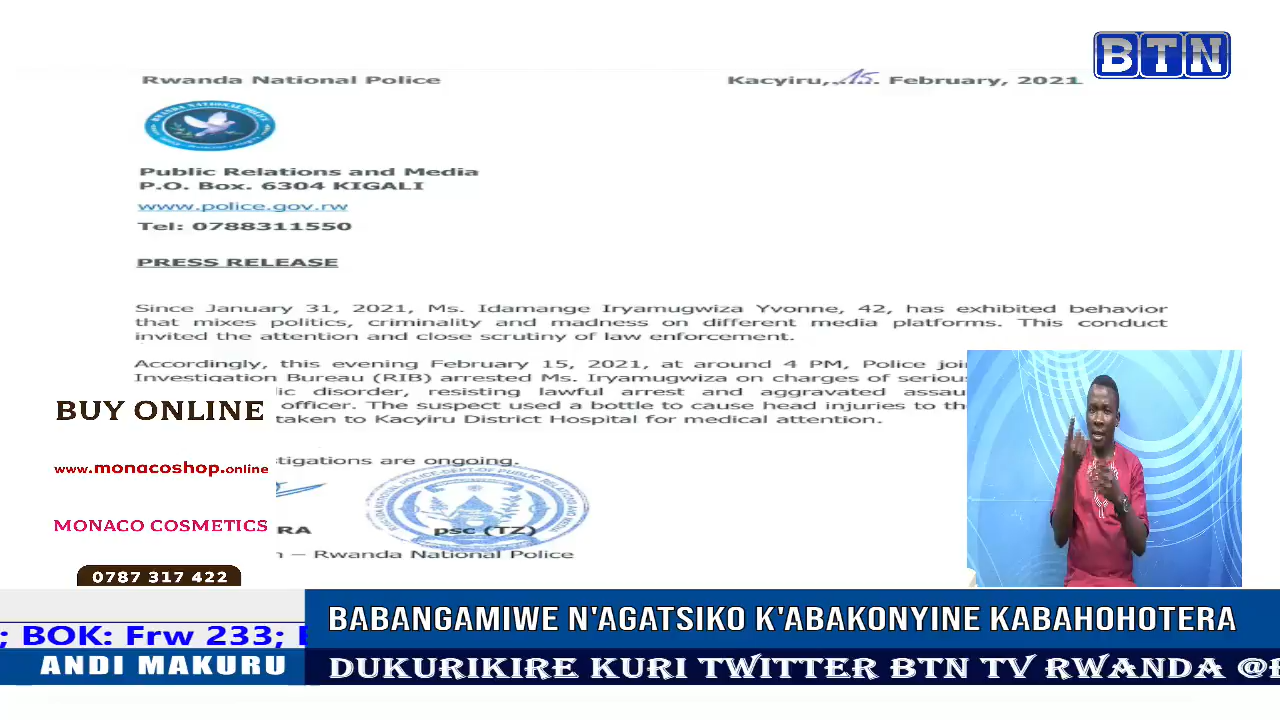 BTN
Rwanda National Police
Kacyiru, 15 February, 2021
Public Relations and Media
P.O. Box. 6304 KIGALI
www.police.gov.rw
Tel: 0788311550
PRESS RELEASE
Since January 31, 2021, Ms. Idamange Iryamugwiza Yvonne, 42, has exhibited behavior
that mixes politics, criminality and madness on different media platforms. This conduct
invited the attention and close scrutiny of law enforcement.
Accordingly, this evening February 15, 2021, at around 4 PM, Police
Investigation Bureau (RIB) arrested Ms. Iryamugwiza on charges of
disorder, resisting lawful arrest and aggravated
officer. The suspect used a bottle to cause head injuries to
taken to Kacyiru District Hospital for medical attention.
are ongoing.
psc (TZ)
– Rwanda National Police
BUY ONLINE
www.monacoshop.online
MONACO COSMETICS
0787 317 422
BABANGAMIWE N'AGATSIKO K'ABAKONYINE KABAHOHOTERA
; BOK: Frw 233;
ANDI MAKURU
DUKURIKIRE KURI TWITTER BTN TV RWANDA